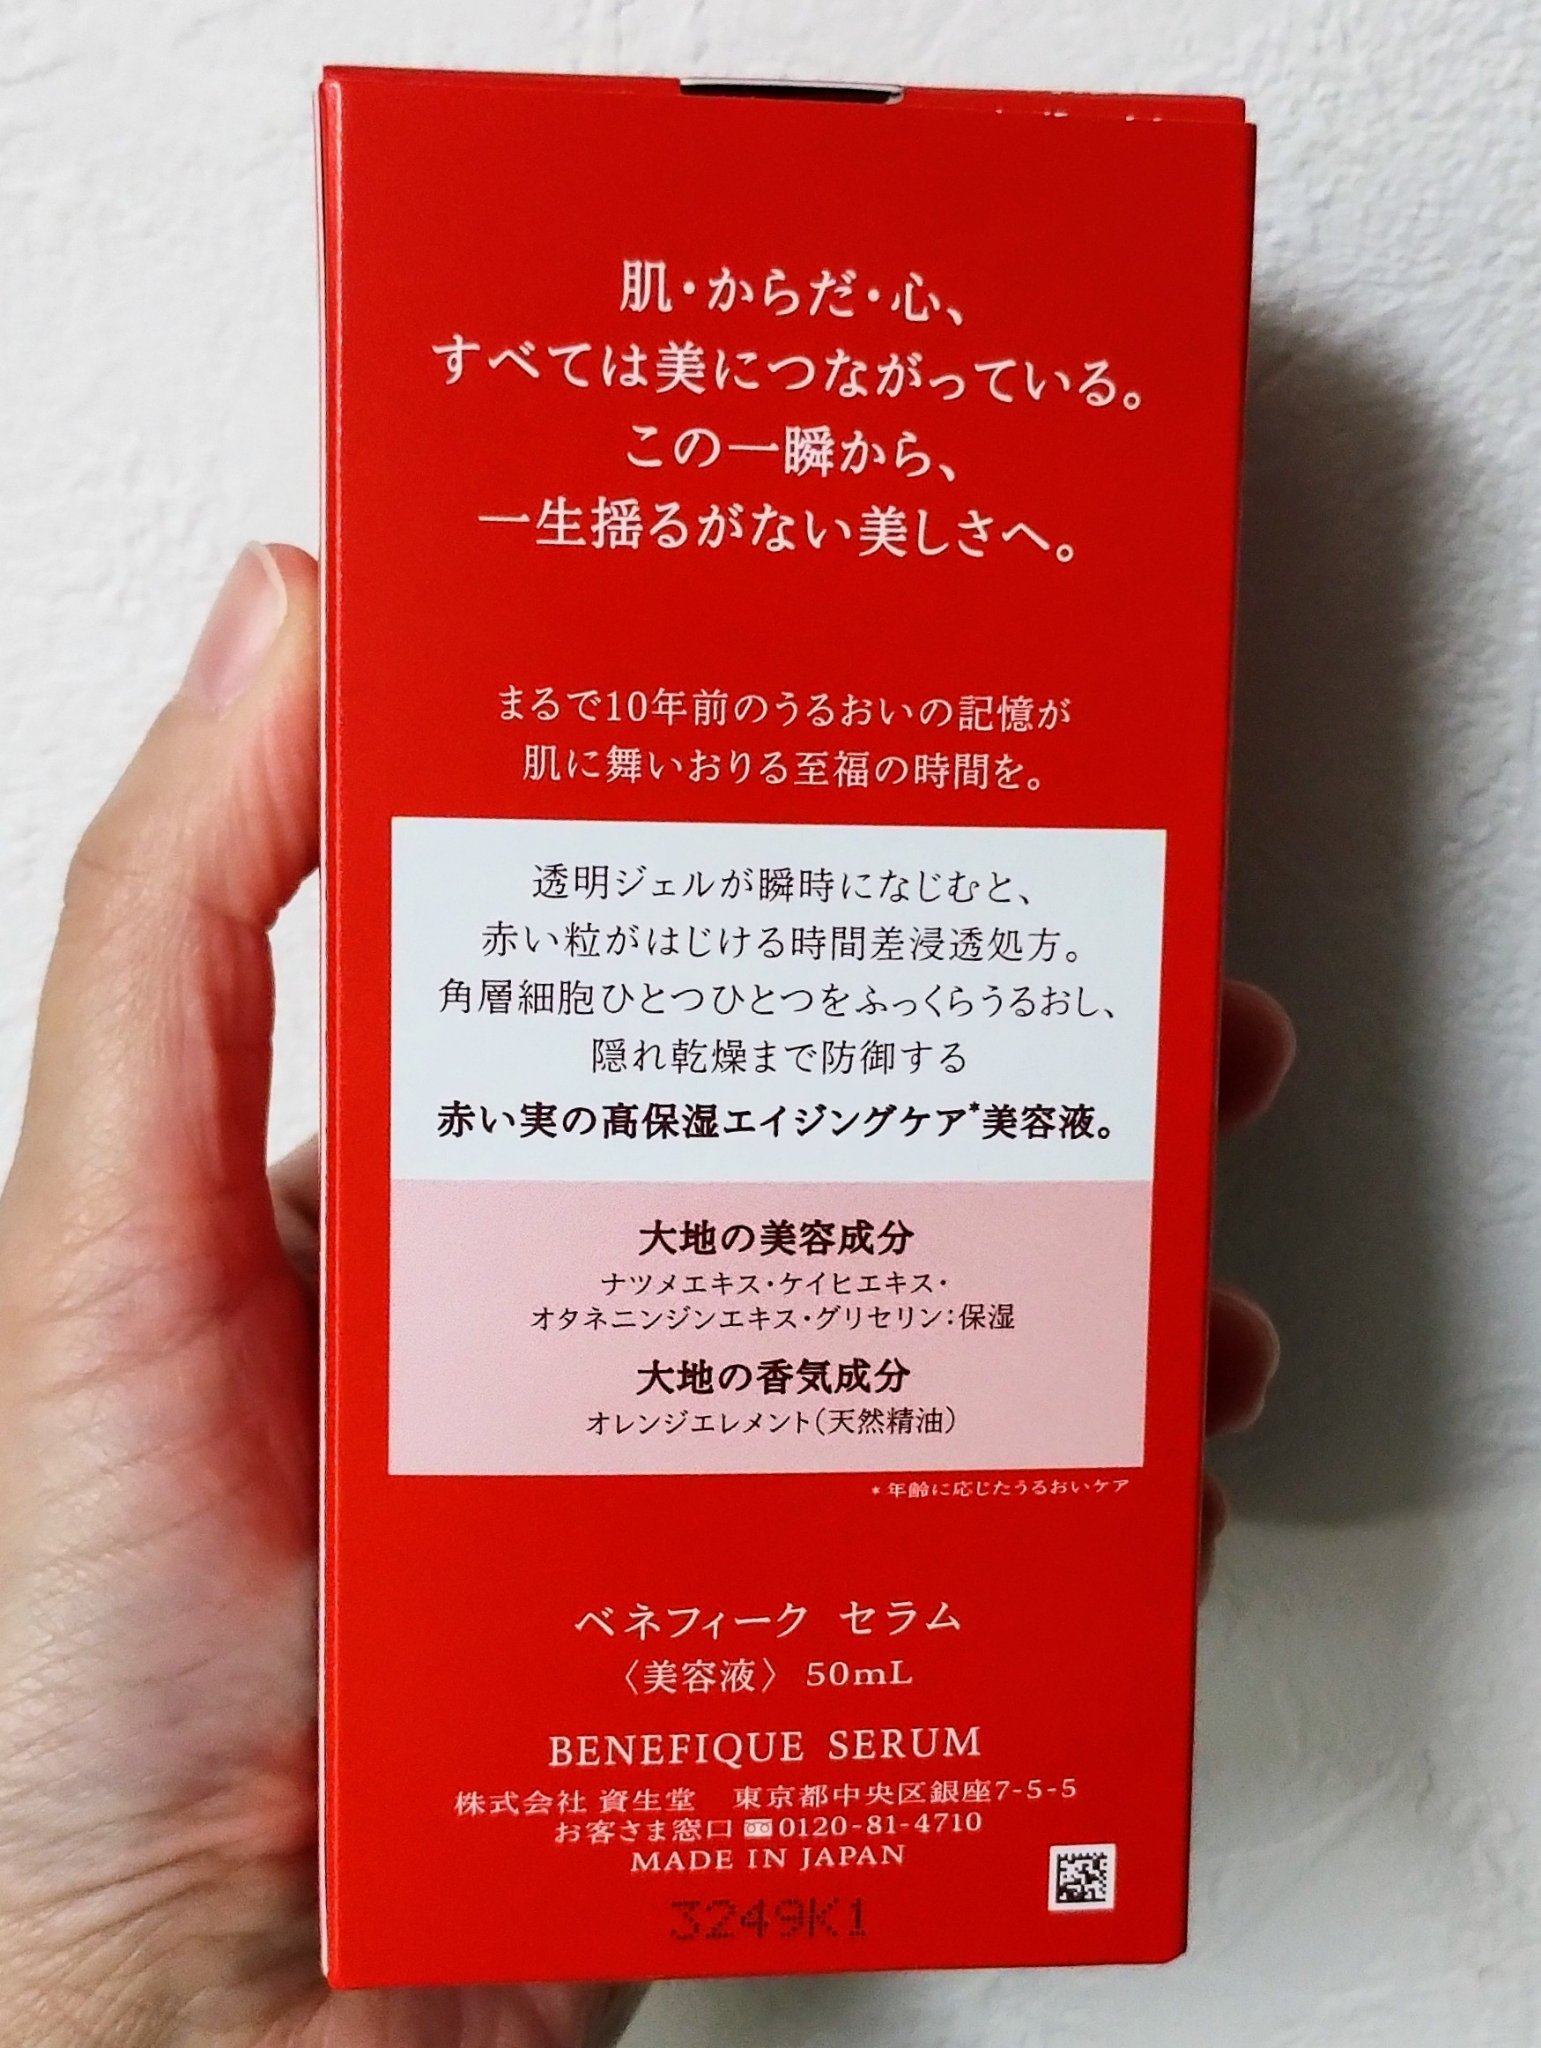 肌・からだ・心、
すべては美につながっている。
この一瞬から、
一生揺るがない美しさへ。
まるで10年前のうるおいの記憶が
肌に舞いおりる至福の時間を。
透明ジェルが瞬時になじむと、
赤い粒がはじける時間差浸透処方。
角層細胞ひとつひとつをふっくらうるおし、
隠れ乾燥まで防御する
赤い実の高保湿エイジングケア*美容液。
大地の美容成分
ナツメエキス・ケイヒエキス・
オタネニンジンエキス・グリセリン：保湿
大地の香気成分
オレンジエレメント（天然精油）
*年齢に応じたうるおいケア
ベネフィーク セラム
〈美容液〉 50mL
BENEFIQUE SERUM
株式会社 資生堂　東京都中央区銀座7-5-5
お客さま窓口 0120-81-4710
MADE IN JAPAN
3249K1